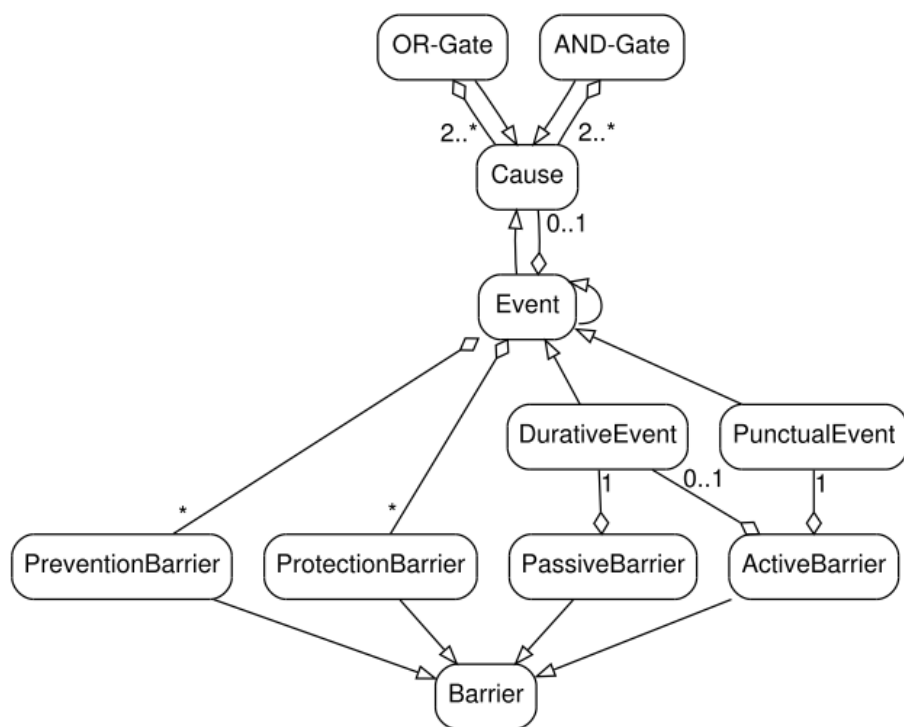 OR-Gate
AND-Gate
2..*
2..*
Cause
0..1
Event
DurativeEvent
PunctualEvent
1
0..1
1
*
*
PreventionBarrier
ProtectionBarrier
PassiveBarrier
ActiveBarrier
Barrier